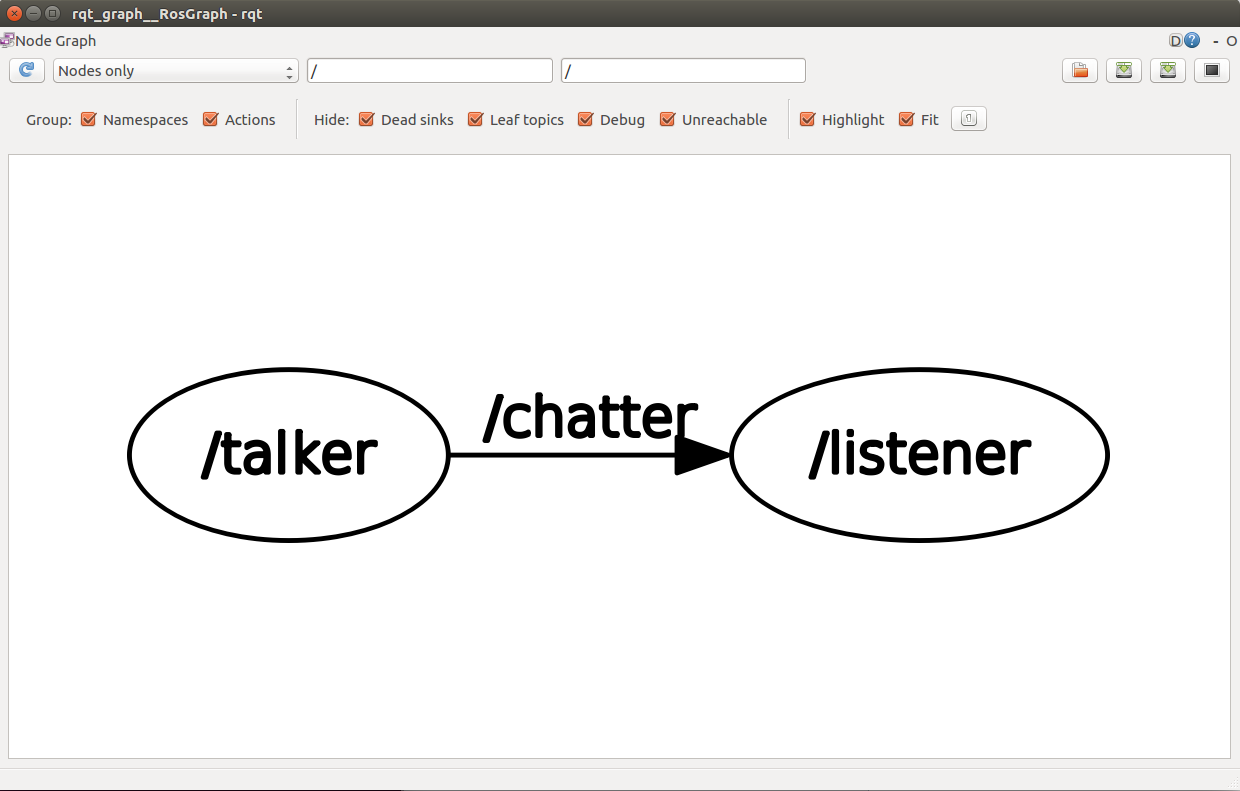 rqt_graph__RosGraph - rqt
Node Graph D ? - O
Nodes only / /
Group: Namespaces Actions Hide: Dead sinks Leaf topics Debug Unreachable Highlight Fit
/chatter
/talker /listener